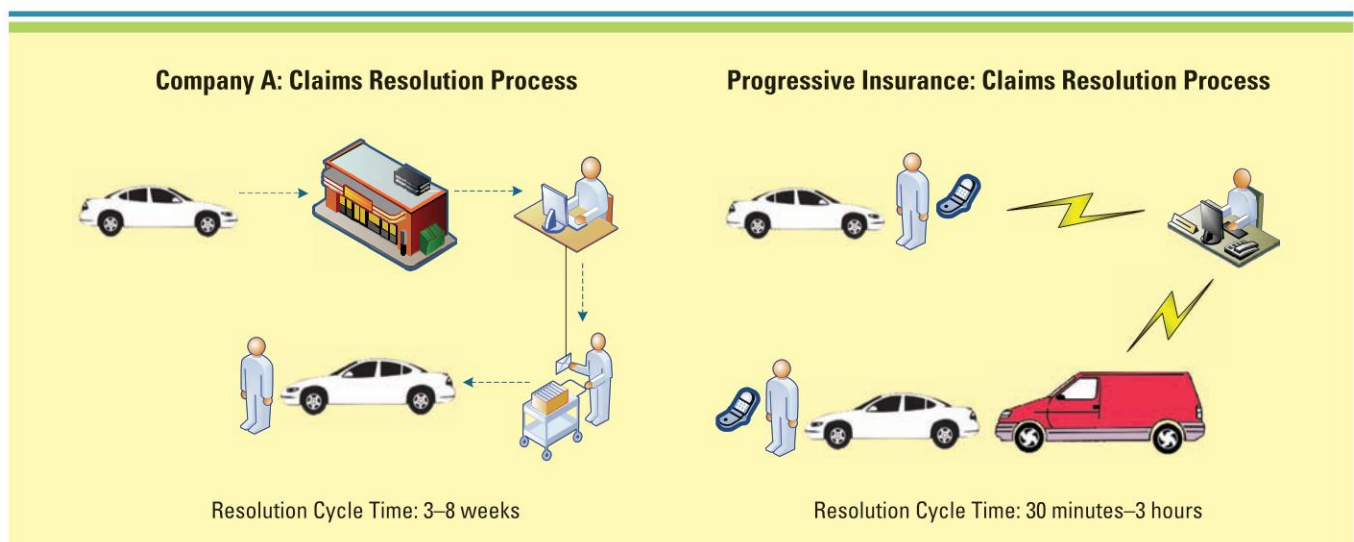 Company A: Claims Resolution Process
Progressive Insurance: Claims Resolution Process
Resolution Cycle Time: 3–8 weeks
Resolution Cycle Time: 30 minutes–3 hours